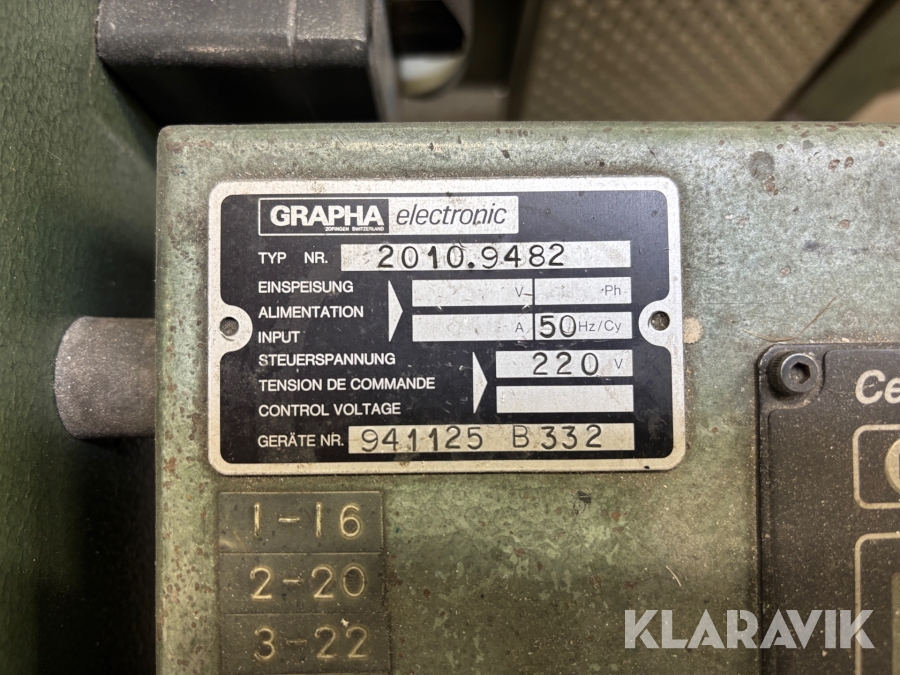 GRAPHA electronic
ZOFINGEN SWITZERLAND
TYP NR. 2010.9482
EINSPEISUNG V Ph
ALIMENTATION
INPUT A 50 Hz/Cy
STEUERSPANNUNG 220 V
TENSION DE COMMANDE
CONTROL VOLTAGE
GERÄTE NR. 941125 B 332
Ce
1-16
2-20
3-22
KLARAVIK